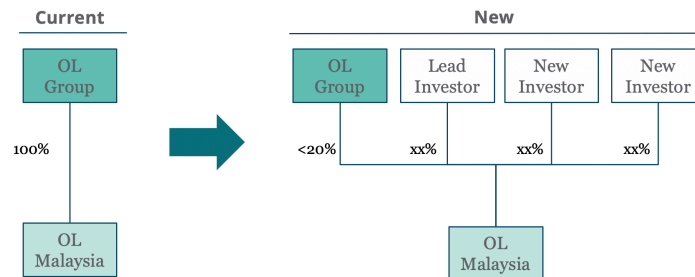 Current
New
OL
Group
OL
Group
Lead
Investor
New
Investor
New
Investor
100%
<20%
xx%
xx%
xx%
OL
Malaysia
OL
Malaysia